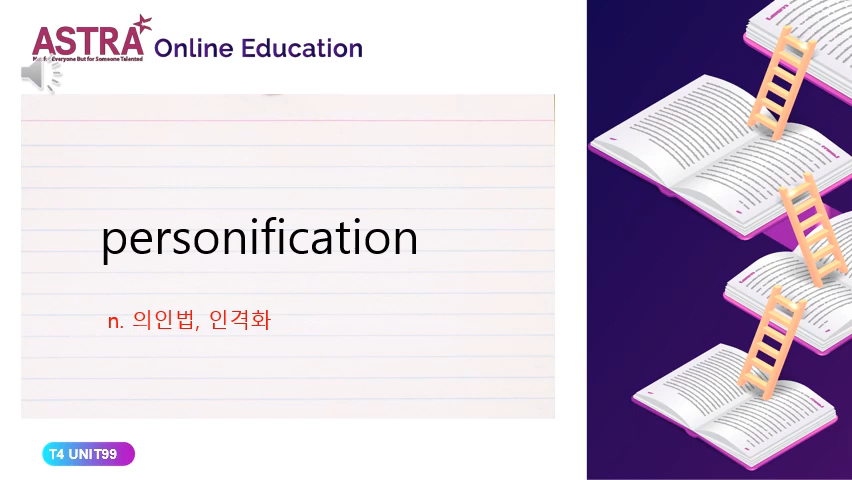 ASTRA
Online Education
personification
n. 의인법, 인격화
T4 UNIT99